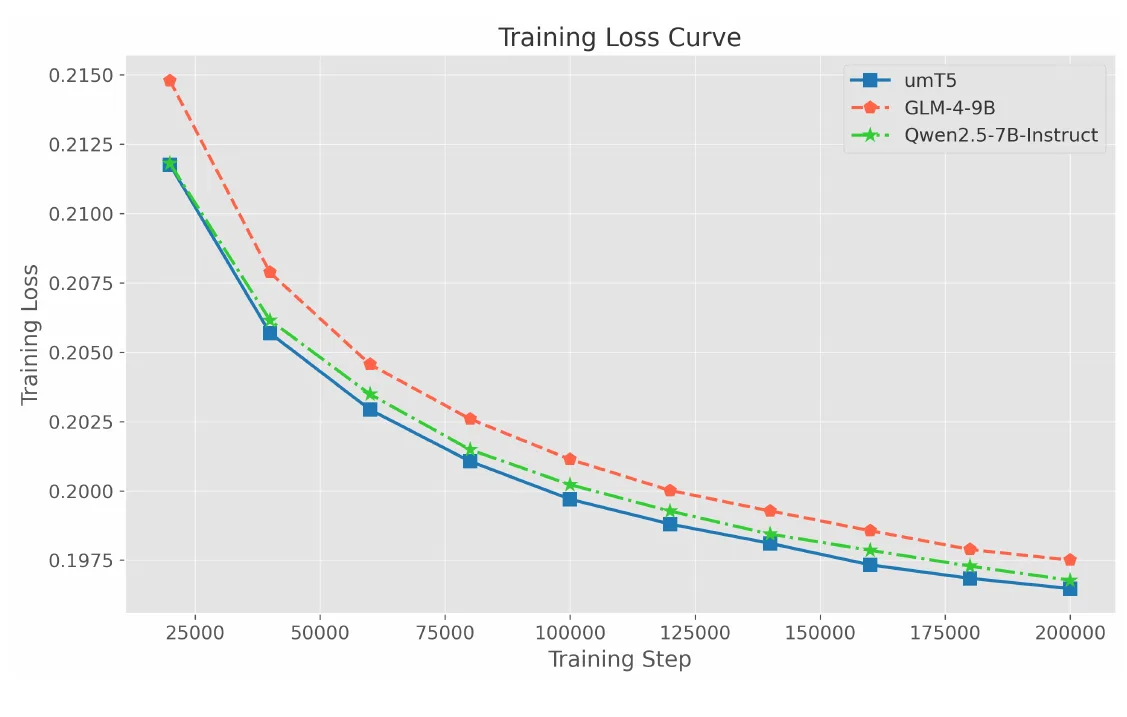 Training Loss Curve
umT5
GLM-4-9B
Qwen2.5-7B-Instruct
Training Loss
0.2150
0.2125
0.2100
0.2075
0.2050
0.2025
0.2000
0.1975
25000 50000 75000 100000 125000 150000 175000 200000
Training Step